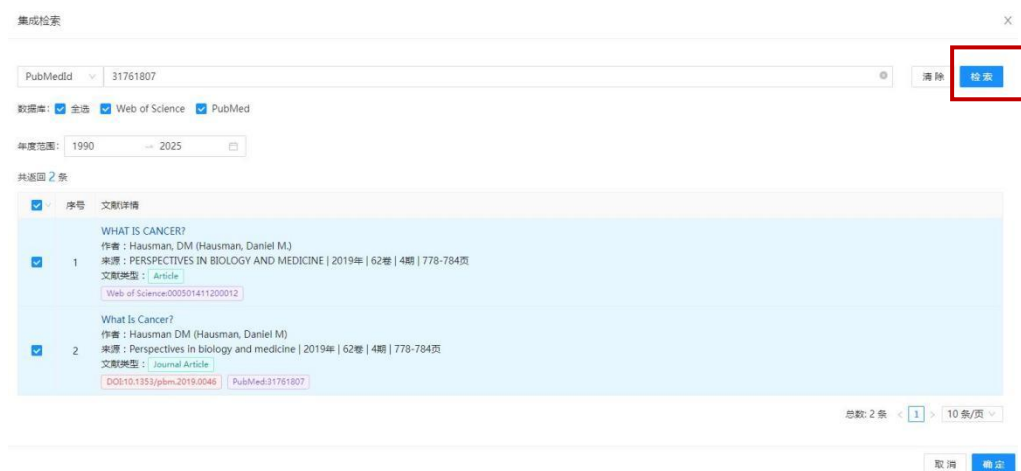 集成检索
PubMedId 31761807 清除 检索
数据库: 全选 Web of Science PubMed
年度范围: 1990 → 2025
共返回 2 条
序号 文献详情
WHAT IS CANCER?
作者：Hausman, DM (Hausman, Daniel M.)
1 来源：PERSPECTIVES IN BIOLOGY AND MEDICINE | 2019年 | 62卷 | 4期 | 778-784页
文献类型： Article
Web of Science:000501411200012
What Is Cancer?
作者：Hausman DM (Hausman, Daniel M)
2 来源：Perspectives in biology and medicine | 2019年 | 62卷 | 4期 | 778-784页
文献类型： Journal Article
DOI:10.1353/pbm.2019.0046 PubMed:31761807
总数: 2 条 < 1 > 10 条/页
取消 确定